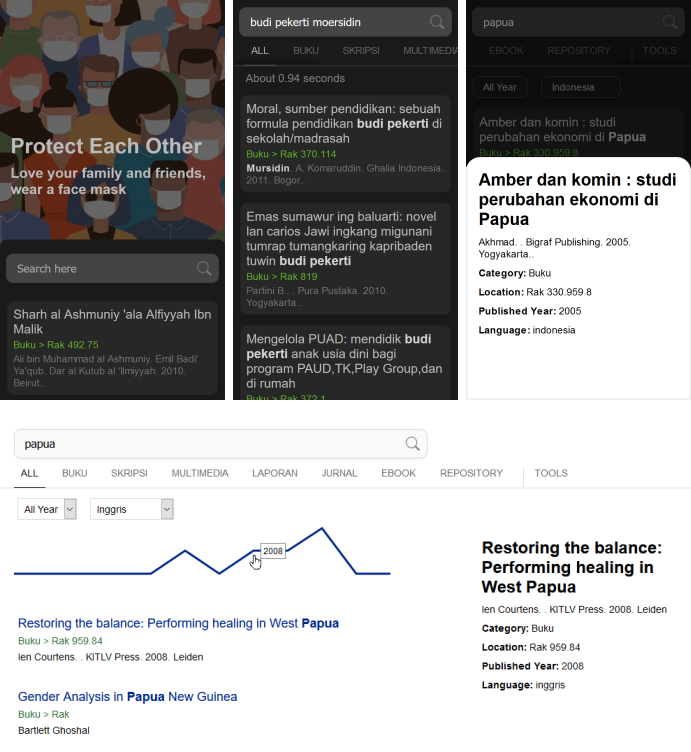 Protect Each Other
Love your family and friends,
wear a face mask
Search here
Sharh al Ashmuniy 'ala Alfiyyah Ibn
Malik
Buku > Rak 492.75
Ali bin Muhammad al Ashmuniy. Emil Badi'
Ya'qub. Dar al Kutub al 'Ilmiyyah. 2010.
Beirut..
budi pekerti moersidin
ALL BUKU SKRIPSI MULTIMEDIA
About 0.94 seconds
Moral, sumber pendidikan: sebuah
formula pendidikan budi pekerti di
sekolah/madrasah
Buku > Rak 370.114
Mursidin. A. Komaruddin. Ghalia Indonesia.
2011. Bogor..
Emas sumawur ing baluarti: novel
lan carios Jawi ingkang migunani
tumrap tumangkaring kapribaden
tuwin budi pekerti
Buku > Rak 819
Partini B.. . Pura Pustaka. 2010.
Yogyakarta..
Mengelola PUAD: mendidik budi
pekerti anak usia dini bagi
program PAUD,TK,Play Group,dan
di rumah
Buku > Rak 372.1
papua
EBOOK REPOSITORY TOOLS
All Year Indonesia
Amber dan komin : studi
perubahan ekonomi di Papua
Buku > Rak 330.959 8
Amber dan komin : studi
perubahan ekonomi di
Papua
Akhmad. . Bigraf Publishing. 2005.
Yogyakarta..
Category: Buku
Location: Rak 330.959 8
Published Year: 2005
Language: indonesia
papua
ALL BUKU SKRIPSI MULTIMEDIA LAPORAN JURNAL EBOOK REPOSITORY TOOLS
All Year Inggris
2008
Restoring the balance: Performing healing in West Papua
Buku > Rak 959.84
Ien Courtens. . KITLV Press. 2008. Leiden
Gender Analysis in Papua New Guinea
Buku > Rak
Bartlett Ghoshal
Restoring the balance:
Performing healing in
West Papua
Ien Courtens. . KITLV Press. 2008. Leiden
Category: Buku
Location: Rak 959.84
Published Year: 2008
Language: inggris